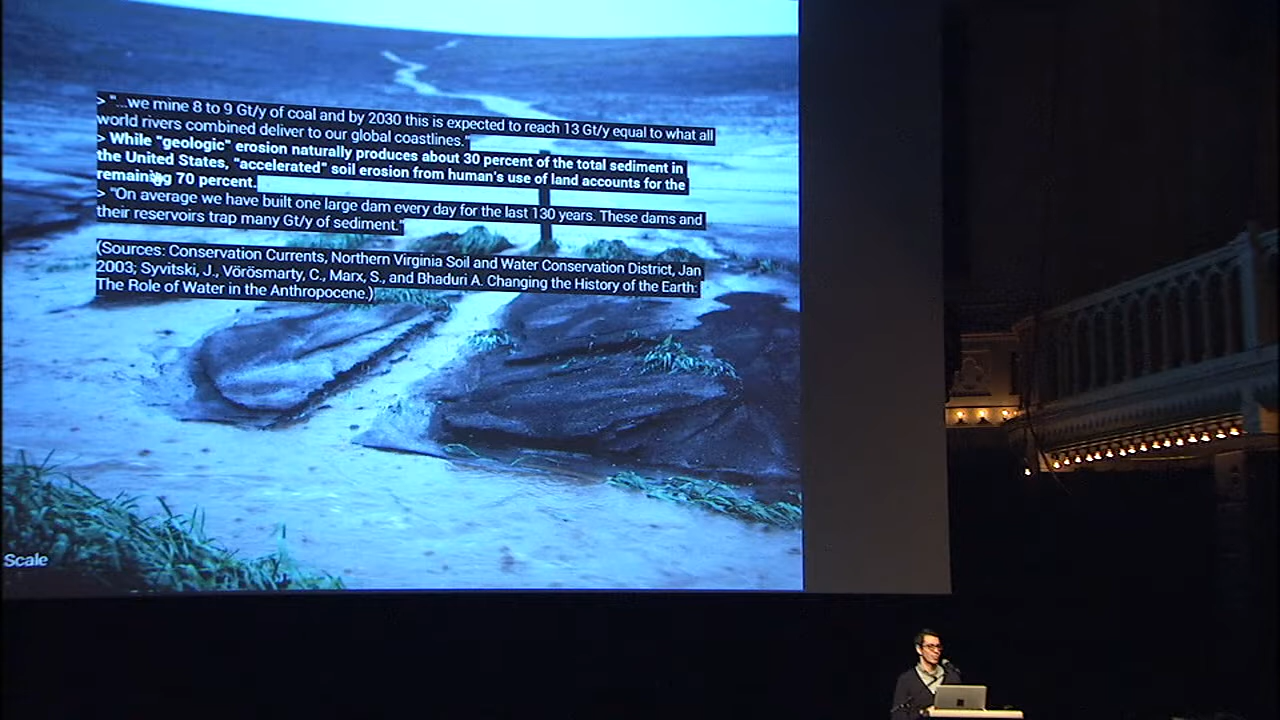 > "...we mine 8 to 9 Gt/y of coal and by 2030 this is expected to reach 13 Gt/y equal to what all
world rivers combined deliver to our global coastlines."
> While "geologic" erosion naturally produces about 30 percent of the total sediment in
the United States, "accelerated" soil erosion from human's use of land accounts for the
remaining 70 percent.
> "On average we have built one large dam every day for the last 130 years. These dams and
their reservoirs trap many Gt/y of sediment."
(Sources: Conservation Currents, Northern Virginia Soil and Water Conservation District, Jan
2003; Syvitski, J., Vörösmarty, C., Marx, S., and Bhaduri A. Changing the History of the Earth:
The Role of Water in the Anthropocene.)
Scale